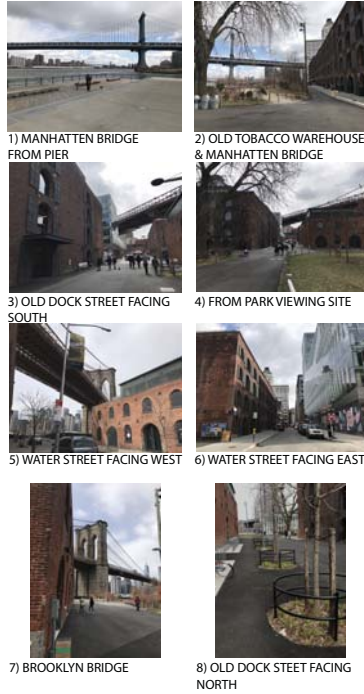 1) MANHATTEN BRIDGE
FROM PIER
2) OLD TOBACCO WAREHOUSE
& MANHATTEN BRIDGE
3) OLD DOCK STREET FACING
SOUTH
4) FROM PARK VIEWING SITE
5) WATER STREET FACING WEST
6) WATER STREET FACING EAST
7) BROOKLYN BRIDGE
8) OLD DOCK STEET FACING
NORTH